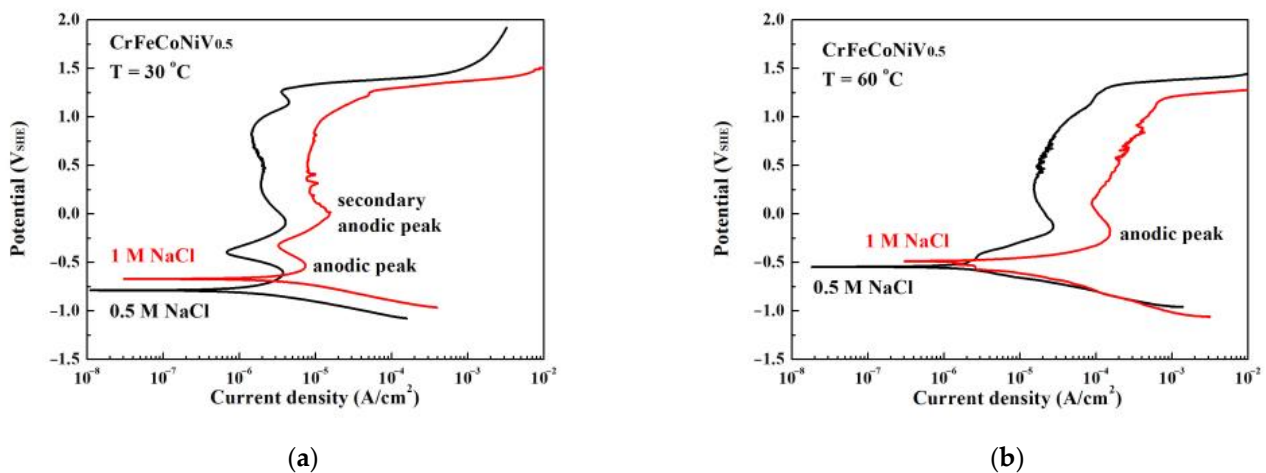 2.0
1.5
1.0
0.5
0.0
−0.5
−1.0
−1.5
Potential (VSHE)
CrFeCoNiV0.5
T = 30 °C
secondary
anodic peak
1 M NaCl
anodic peak
0.5 M NaCl
10⁻⁸ 10⁻⁷ 10⁻⁶ 10⁻⁵ 10⁻⁴ 10⁻³ 10⁻²
Current density (A/cm²)
(a)
2.0
1.5
1.0
0.5
0.0
−0.5
−1.0
−1.5
Potential (VSHE)
CrFeCoNiV0.5
T = 60 °C
1 M NaCl
anodic peak
0.5 M NaCl
10⁻⁸ 10⁻⁷ 10⁻⁶ 10⁻⁵ 10⁻⁴ 10⁻³ 10⁻²
Current density (A/cm²)
(b)